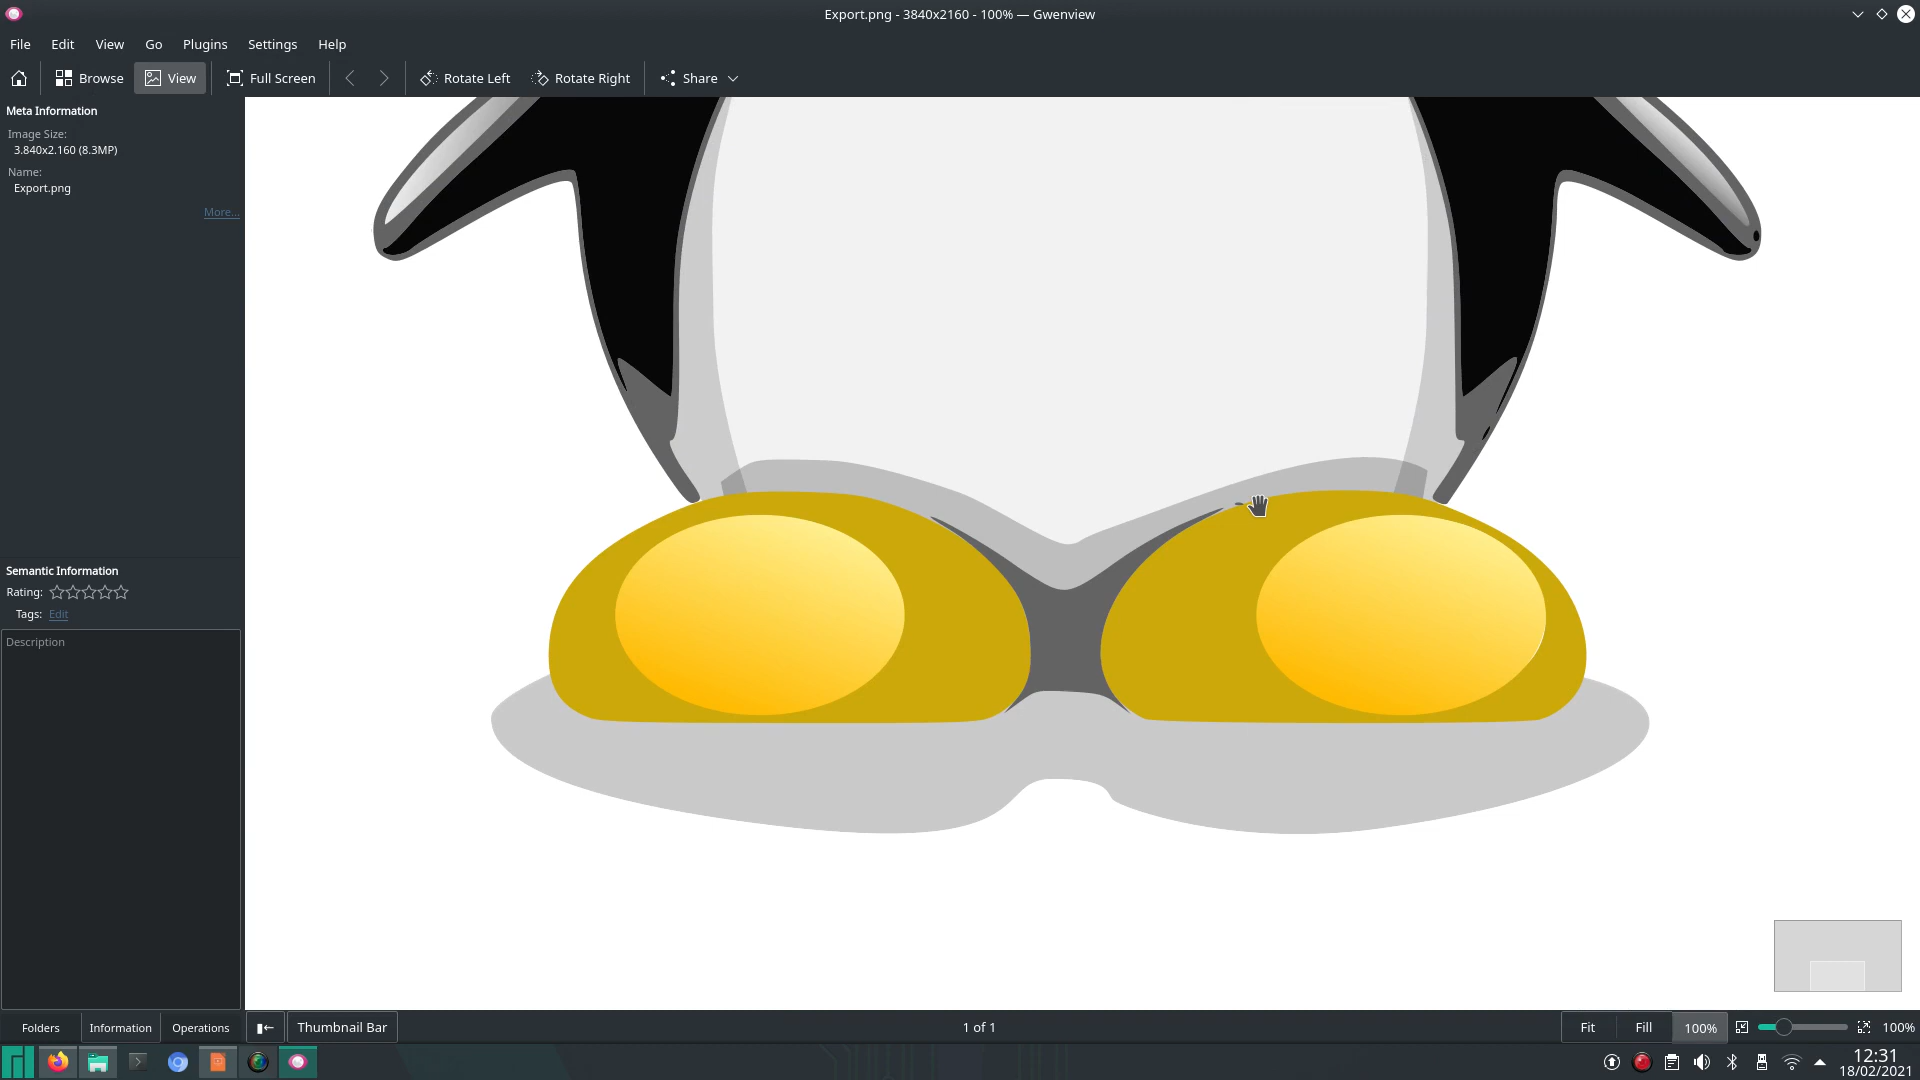 Export.png - 3840x2160 - 100% — Gwenview
File Edit View Go Plugins Settings Help
Browse View Full Screen Rotate Left Rotate Right Share
Meta Information
Image Size:
3.840x2.160 (8.3MP)
Name:
Export.png
More...
Semantic Information
Rating:
Tags: Edit
Description
Folders Information Operations Thumbnail Bar 1 of 1 Fit Fill 100% 100%
12:31
18/02/2021